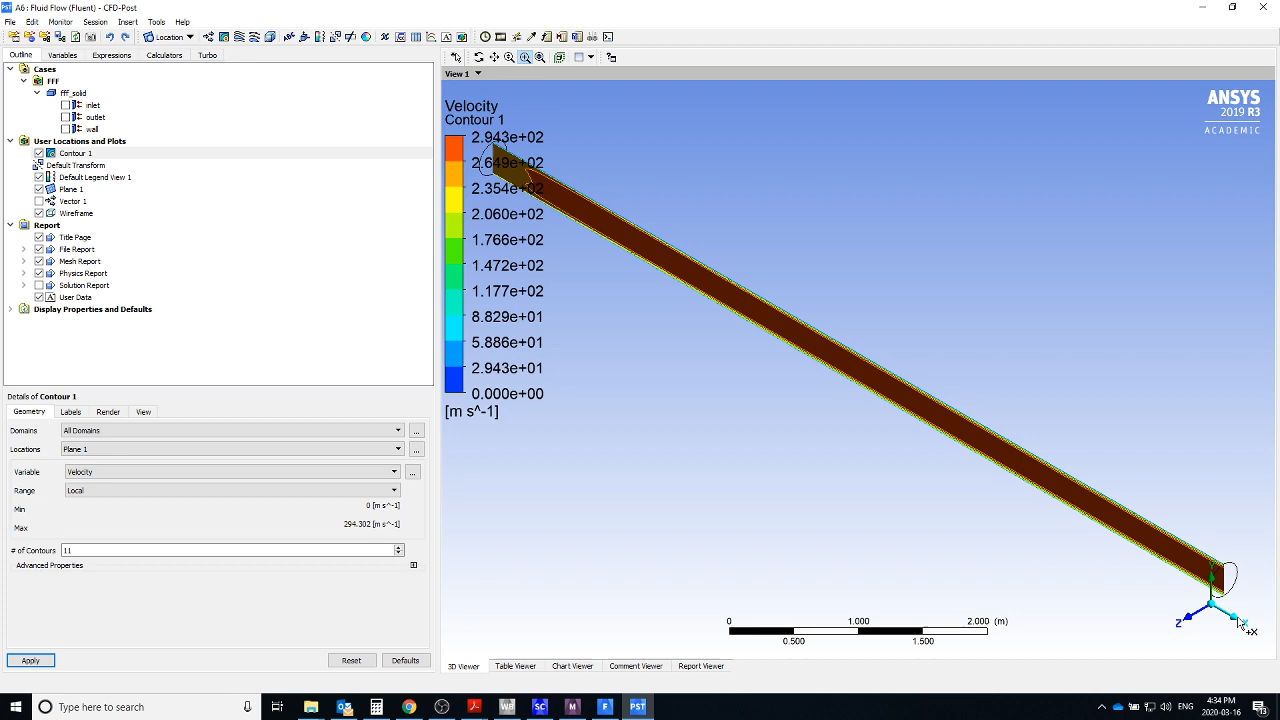 PST A6 : Fluid Flow (Fluent) - CFD-Post
File Edit Monitor Session Insert Tools Help
Location
Outline Variables Expressions Calculators Turbo
Cases
FFF
fff_solid
inlet
outlet
wall
User Locations and Plots
Contour 1
Default Transform
Default Legend View 1
Plane 1
Vector 1
Wireframe
Report
Title Page
File Report
Mesh Report
Physics Report
Solution Report
A User Data
Display Properties and Defaults
Details of Contour 1
Geometry Labels Render View
Domains All Domains ...
Locations Plane 1 ...
Variable Velocity ...
Range Local
Min 0 [m s^-1]
Max 294.302 [m s^-1]
# of Contours 11
Advanced Properties
Apply Reset Defaults
View 1
Velocity
Contour 1
2.943e+02
2.649e+02
2.354e+02
2.060e+02
1.766e+02
1.472e+02
1.177e+02
8.829e+01
5.886e+01
2.943e+01
0.000e+00
[m s^-1]
ANSYS
2019 R3
ACADEMIC
0 1.000 2.000 (m)
0.500 1.500
Y
Z
X
+X
3D Viewer Table Viewer Chart Viewer Comment Viewer Report Viewer
Type here to search
WB SC M F PST
ENG
4:34 PM
2020-03-16